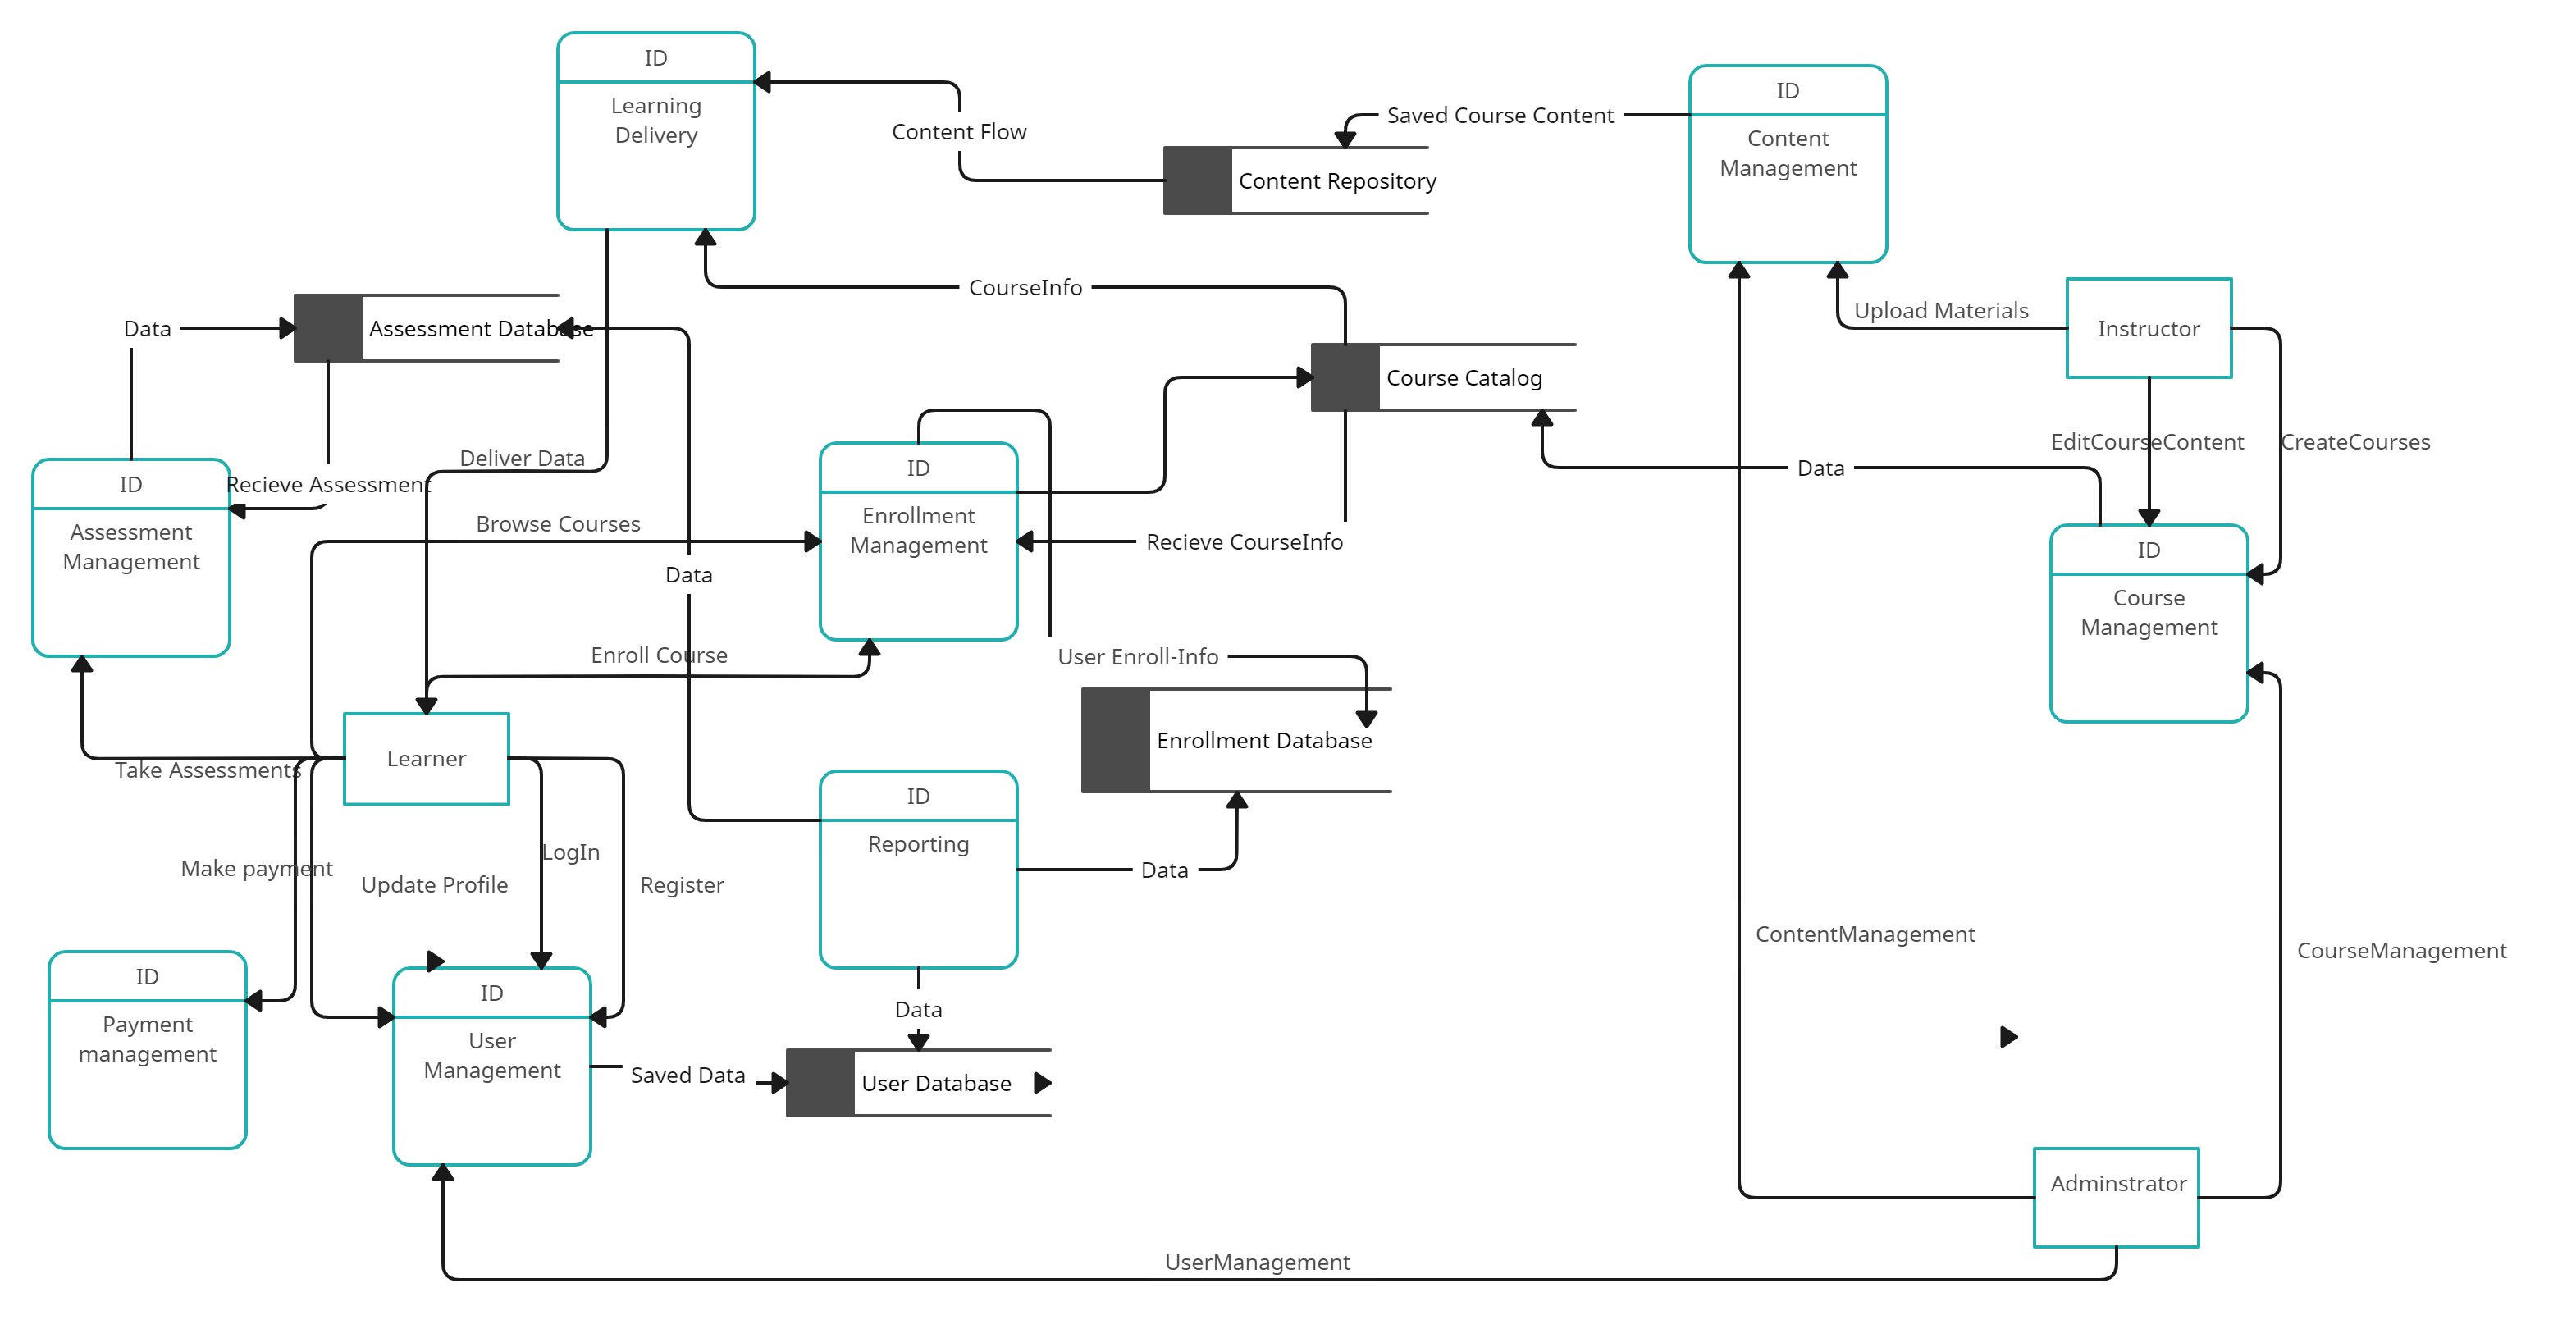 ID
Learning
Delivery
ID
Content
Management
Saved Course Content
Content Flow
Content Repository
CourseInfo
Upload Materials
Instructor
Data
Assessment Database
Course Catalog
EditCourseContent
CreateCourses
Deliver Data
ID
Data
ID
Recieve Assessment
Assessment
Management
Browse Courses
Enrollment
Management
Recieve CourseInfo
ID
Data
Course
Management
Enroll Course
User Enroll-Info
Enrollment Database
Learner
Take Assessments
ID
Reporting
LogIn
Make payment
Update Profile
Register
Data
ContentManagement
CourseManagement
ID
Payment
management
ID
User
Management
Data
Saved Data
User Database
Adminstrator
UserManagement